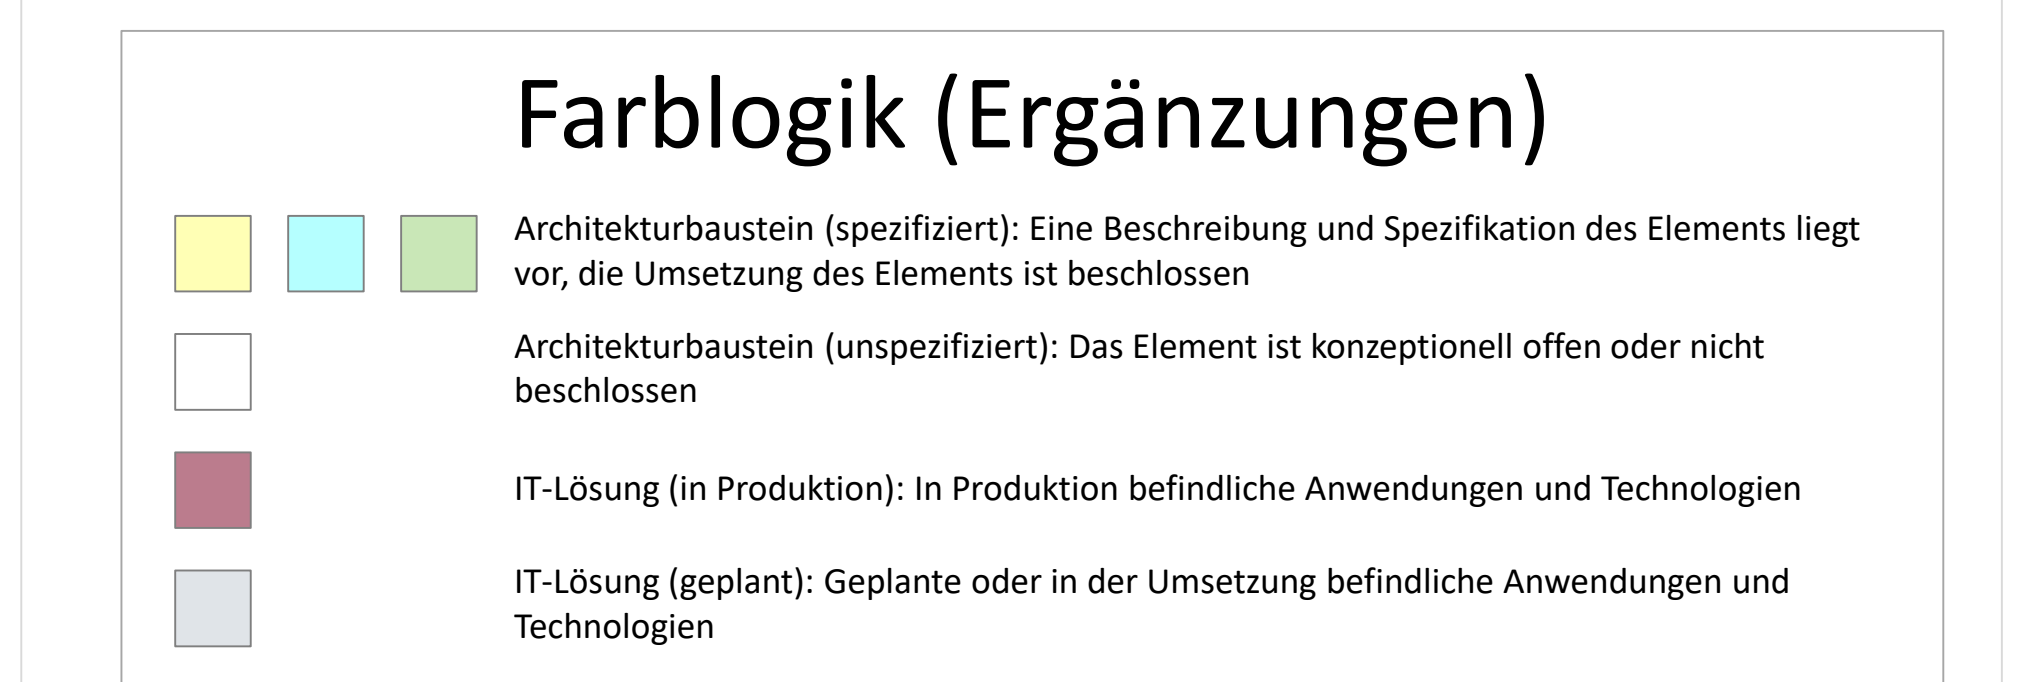 Farblogik (Ergänzungen)
Architekturbaustein (spezifiziert): Eine Beschreibung und Spezifikation des Elements liegt
vor, die Umsetzung des Elements ist beschlossen
Architekturbaustein (unspezifiziert): Das Element ist konzeptionell offen oder nicht
beschlossen
IT-Lösung (in Produktion): In Produktion befindliche Anwendungen und Technologien
IT-Lösung (geplant): Geplante oder in der Umsetzung befindliche Anwendungen und
Technologien